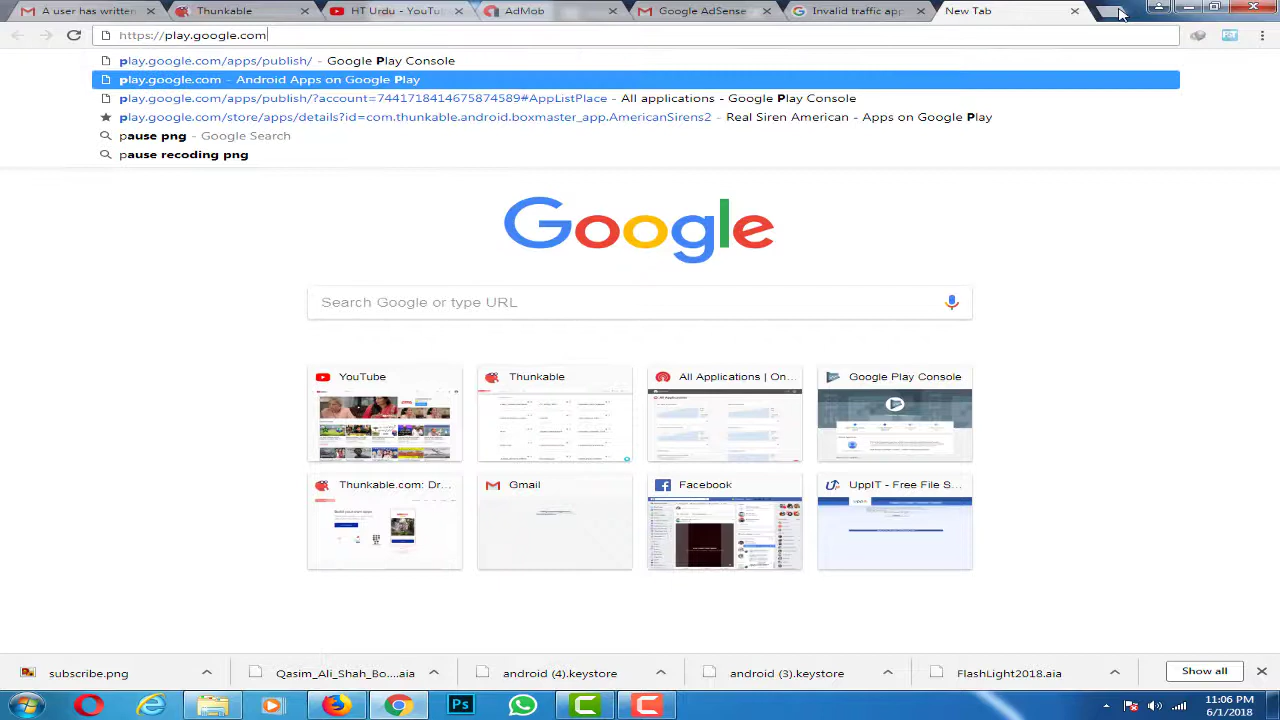 A user has written
Thunkable
HT Urdu - YouTu
AdMob
Google AdSense
Invalid traffic app
New Tab
https://play.google.com
FST
play.google.com/apps/publish/ - Google Play Console
play.google.com - Android Apps on Google Play
play.google.com/apps/publish/?account=7441718414675874589#AppListPlace - All applications - Google Play Console
play.google.com/store/apps/details?id=com.thunkable.android.boxmaster_app.AmericanSirens2 - Real Siren American - Apps on Google Play
pause png - Google Search
pause recoding png
Google
Search Google or type URL
YouTube
Thunkable
All Applications | On...
Google Play Console
Thunkable.com: Dr...
Gmail
Facebook
UppIT - Free File S...
subscribe.png
Qasim_Ali_Shah_Bo....aia
android (4).keystore
android (3).keystore
FlashLight2018.aia
Show all
Ps
11:06 PM
6/1/2018